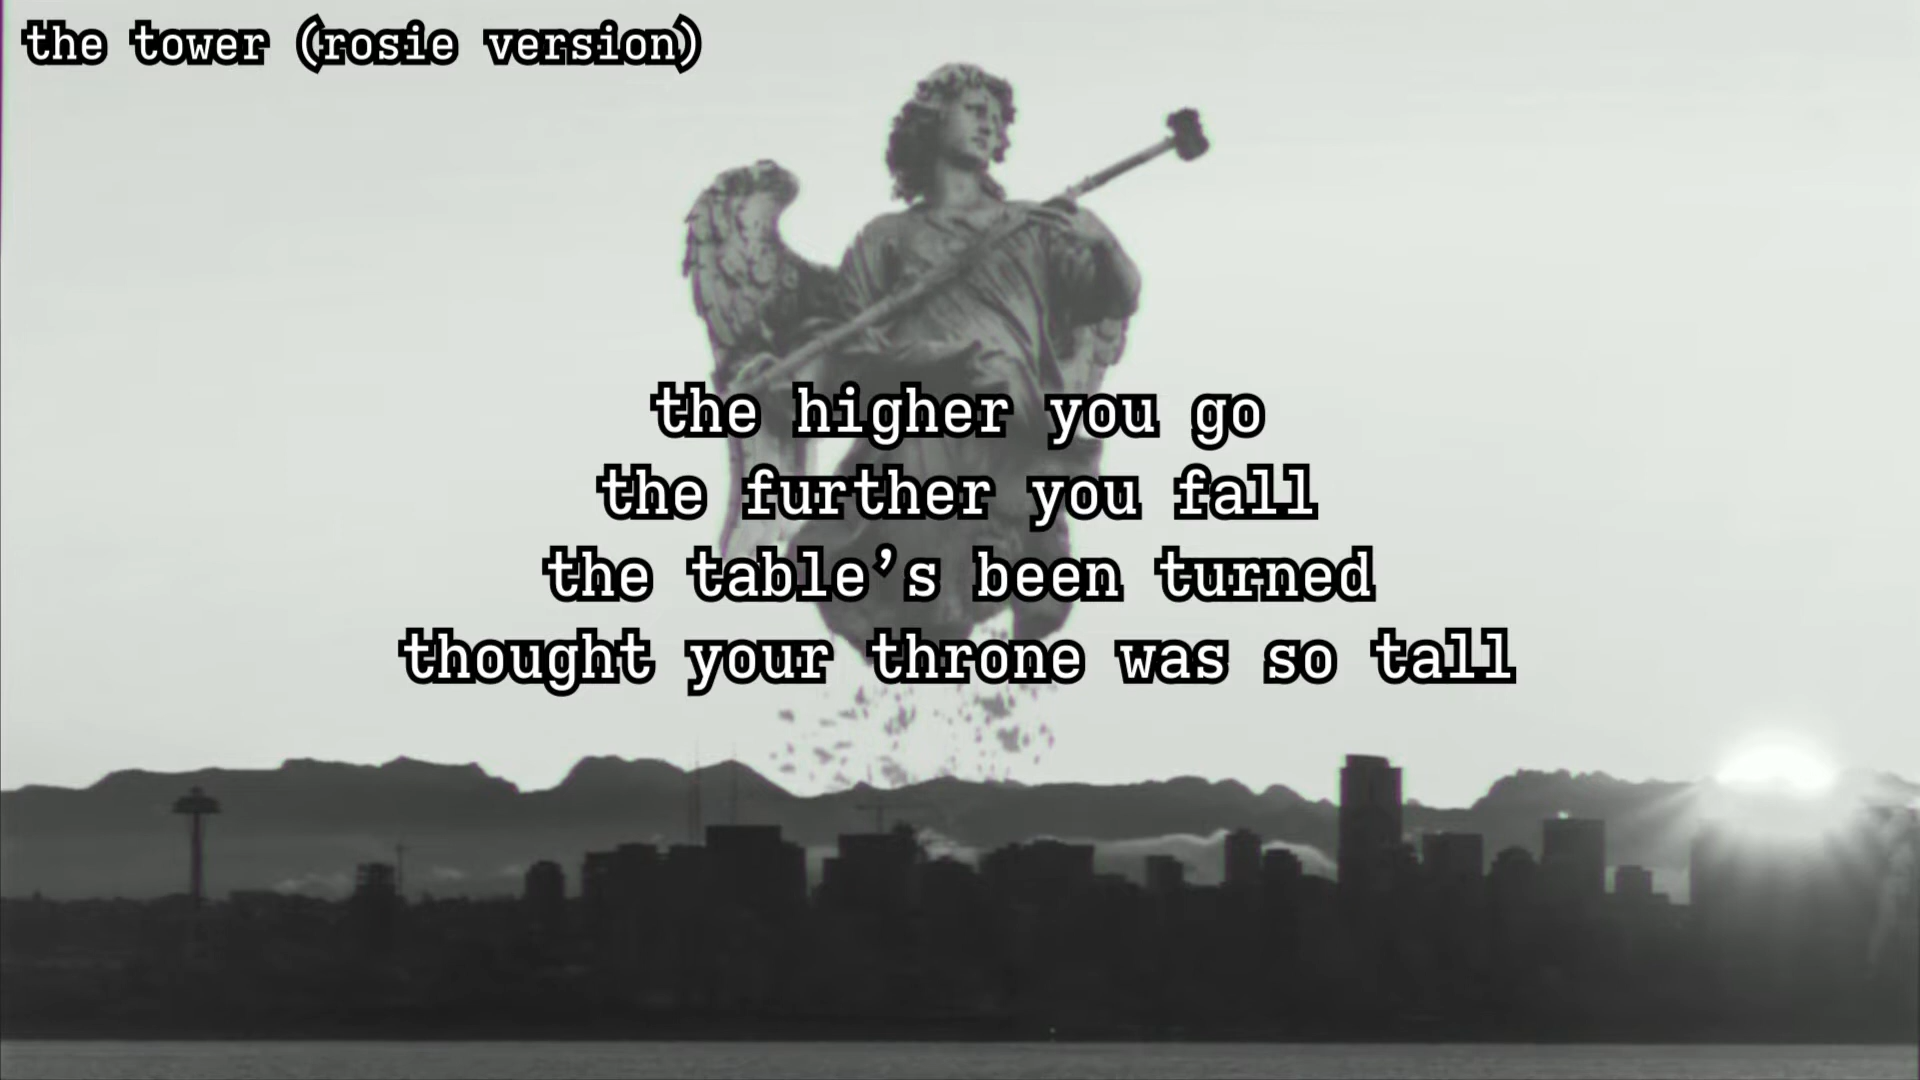 the tower (rosie version)
the higher you go
the further you fall
the table’s been turned
thought your throne was so tall